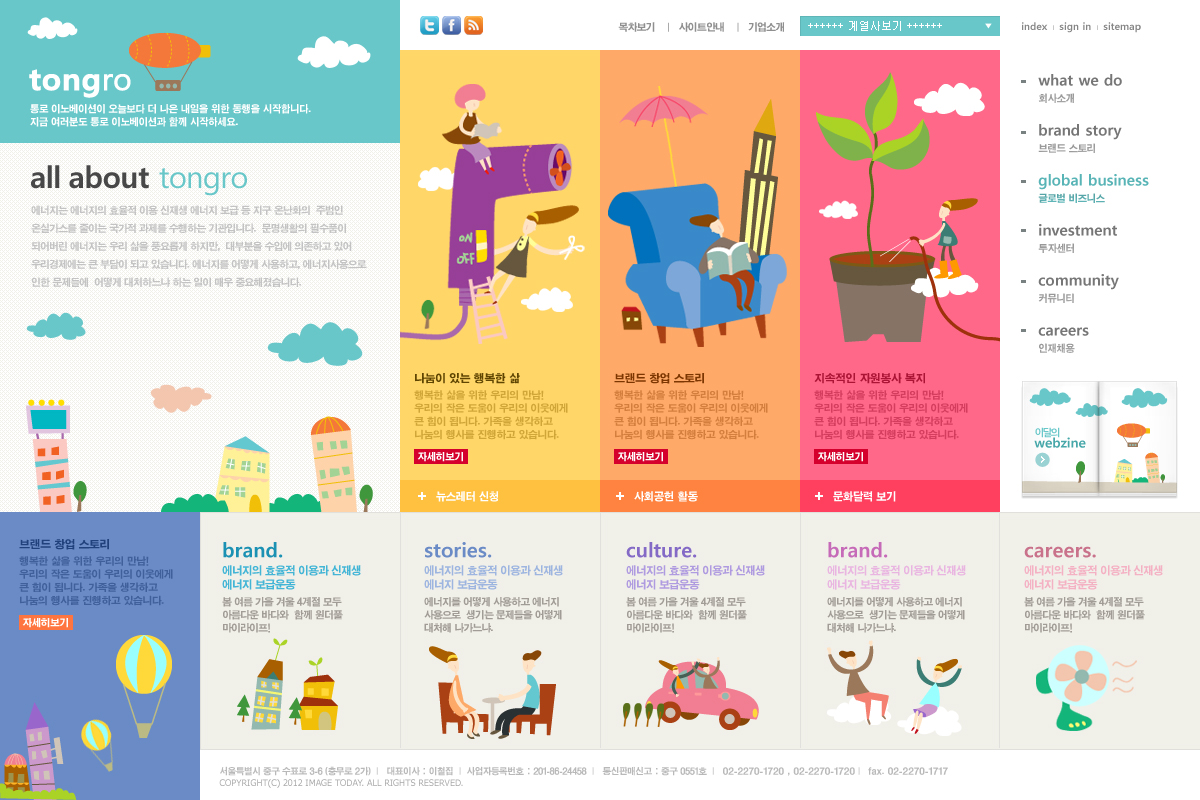 tongro
통로 이노베이션이 오늘보다 더 나은 내일을 위한 통행을 시작합니다.
지금 여러분도 통로 이노베이션과 함께 시작하세요.
목차보기 | 사이트안내 | 기업소개
++++++ 계열사보기 ++++++
index | sign in | sitemap
all about tongro
에너지는 에너지의 효율적 이용 신재생 에너지 보급 등 지구 온난화의 주범인
온실가스를 줄이는 국가적 과제를 수행하는 기관입니다. 문명생활의 필수품이
되어버린 에너지는 우리 삶을 풍요롭게 하지만, 대부분을 수입에 의존하고 있어
우리경제에는 큰 부담이 되고 있습니다. 에너지를 어떻게 사용하고, 에너지사용으로
인한 문제들에 어떻게 대처하느냐 하는 일이 매우 중요해졌습니다.
ON
OFF
나눔이 있는 행복한 삶
행복한 삶을 위한 우리의 만남!
우리의 작은 도움이 우리의 이웃에게
큰 힘이 됩니다. 가족을 생각하고
나눔의 행사를 진행하고 있습니다.
자세히보기
+ 뉴스레터 신청
브랜드 창업 스토리
행복한 삶을 위한 우리의 만남!
우리의 작은 도움이 우리의 이웃에게
큰 힘이 됩니다. 가족을 생각하고
나눔의 행사를 진행하고 있습니다.
자세히보기
+ 사회공헌 활동
지속적인 자원봉사 복지
행복한 삶을 위한 우리의 만남!
우리의 작은 도움이 우리의 이웃에게
큰 힘이 됩니다. 가족을 생각하고
나눔의 행사를 진행하고 있습니다.
자세히보기
+ 문화달력 보기
- what we do
회사소개
- brand story
브랜드 스토리
- global business
글로벌 비즈니스
- investment
투자센터
- community
커뮤니티
- careers
인재채용
이달의
webzine
브랜드 창업 스토리
행복한 삶을 위한 우리의 만남!
우리의 작은 도움이 우리의 이웃에게
큰 힘이 됩니다. 가족을 생각하고
나눔의 행사를 진행하고 있습니다.
자세히보기
brand.
에너지의 효율적 이용과 신재생
에너지 보급운동
봄 여름 가을 겨울 4계절 모두
아름다운 바다와 함께 원더풀
마이라이프!
stories.
에너지의 효율적 이용과 신재생
에너지 보급운동
에너지를 어떻게 사용하고 에너지
사용으로 생기는 문제들을 어떻게
대처해 나가느냐.
culture.
에너지의 효율적 이용과 신재생
에너지 보급운동
봄 여름 가을 겨울 4계절 모두
아름다운 바다와 함께 원더풀
마이라이프!
brand.
에너지의 효율적 이용과 신재생
에너지 보급운동
에너지를 어떻게 사용하고 에너지
사용으로 생기는 문제들을 어떻게
대처해 나가느냐.
careers.
에너지의 효율적 이용과 신재생
에너지 보급운동
봄 여름 가을 겨울 4계절 모두
아름다운 바다와 함께 원더풀
마이라이프!
서울특별시 중구 수표로 3-6 (충무로 2가) | 대표이사 : 이철집 | 사업자등록번호 : 201-86-24458 | 통신판매신고 : 중구 0551호 | 02-2270-1720 , 02-2270-1720 | fax. 02-2270-1717
COPYRIGHT(C) 2012 IMAGE TODAY. ALL RIGHTS RESERVED.